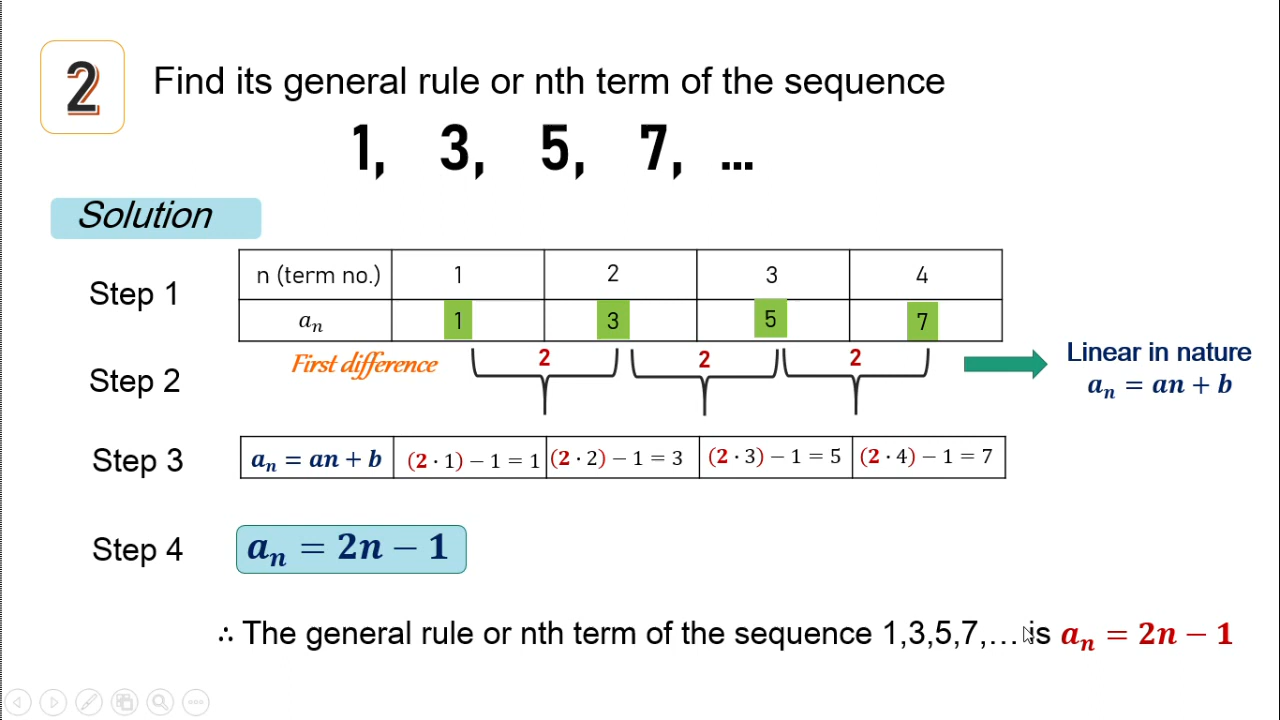 2
Find its general rule or nth term of the sequence
1, 3, 5, 7, ...
Solution
Step 1
n (term no.) 1 2 3 4
aₙ 1 3 5 7
First difference 2 2 2
Linear in nature
aₙ = an + b
Step 2
Step 3
aₙ = an + b (2 · 1) − 1 = 1 (2 · 2) − 1 = 3 (2 · 3) − 1 = 5 (2 · 4) − 1 = 7
Step 4
aₙ = 2n − 1
∴ The general rule or nth term of the sequence 1,3,5,7,… is aₙ = 2n − 1